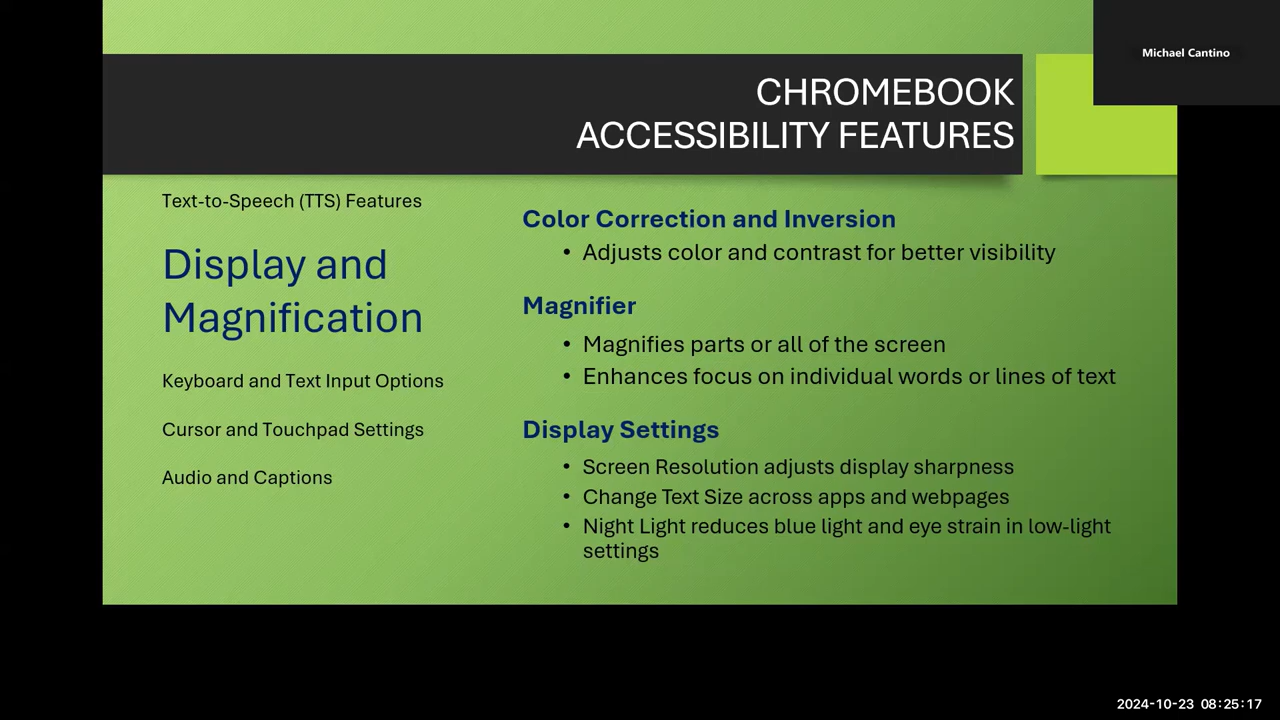 Michael Cantino
CHROMEBOOK
ACCESSIBILITY FEATURES
Text-to-Speech (TTS) Features
Display and
Magnification
Keyboard and Text Input Options
Cursor and Touchpad Settings
Audio and Captions
Color Correction and Inversion
• Adjusts color and contrast for better visibility
Magnifier
• Magnifies parts or all of the screen
• Enhances focus on individual words or lines of text
Display Settings
• Screen Resolution adjusts display sharpness
• Change Text Size across apps and webpages
• Night Light reduces blue light and eye strain in low-light
settings
2024-10-23 08:25:17